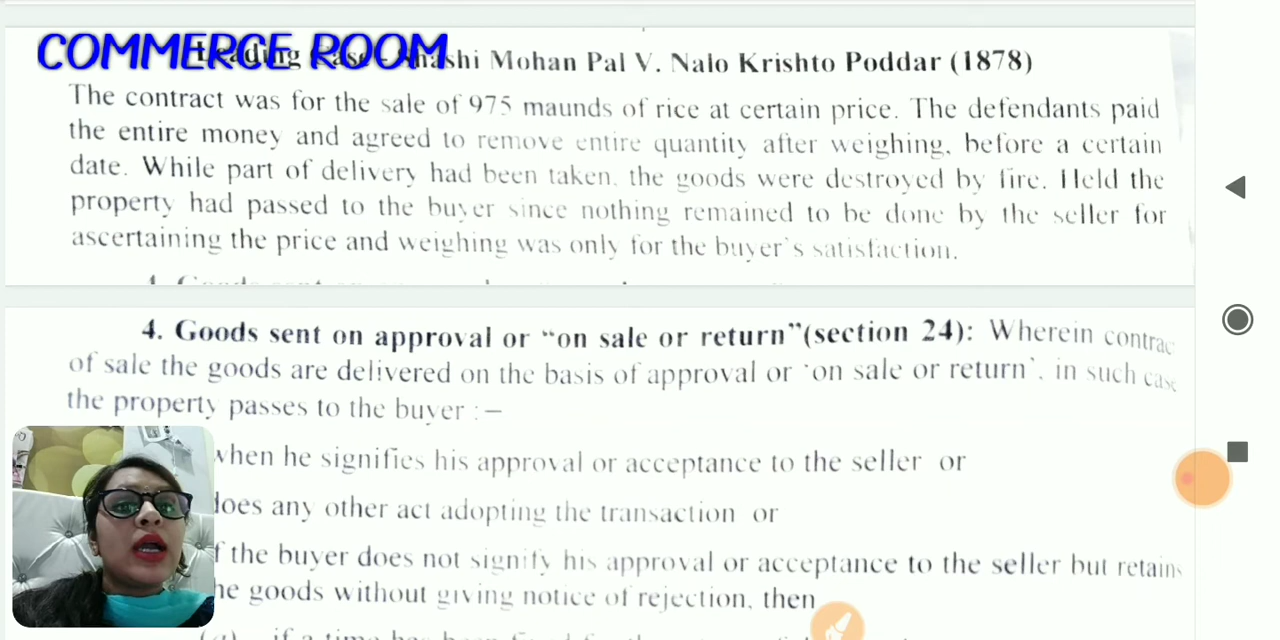 COMMERCE ROOM
Leading Case - Shashi Mohan Pal V. Nalo Krishto Poddar (1878)
The contract was for the sale of 975 maunds of rice at certain price. The defendants paid
the entire money and agreed to remove entire quantity after weighing, before a certain
date. While part of delivery had been taken, the goods were destroyed by fire. Held the
property had passed to the buyer since nothing remained to be done by the seller for
ascertaining the price and weighing was only for the buyer's satisfaction.
4. Goods sent on approval or "on sale or return"(section 24): Wherein contrac
of sale the goods are delivered on the basis of approval or 'on sale or return', in such case
the property passes to the buyer :–
when he signifies his approval or acceptance to the seller or
does any other act adopting the transaction or
f the buyer does not signify his approval or acceptance to the seller but retains
he goods without giving notice of rejection, then